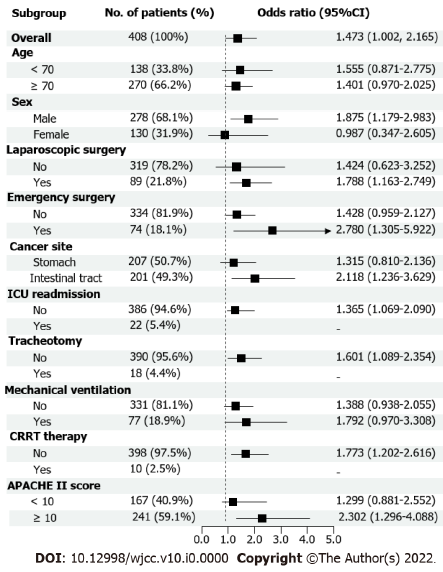 Subgroup No. of patients (%) Odds ratio (95%CI)
Overall 408 (100%) 1.473 (1.002, 2.165)
Age
< 70 138 (33.8%) 1.555 (0.871-2.775)
≥ 70 270 (66.2%) 1.401 (0.970-2.025)
Sex
Male 278 (68.1%) 1.875 (1.179-2.983)
Female 130 (31.9%) 0.987 (0.347-2.605)
Laparoscopic surgery
No 319 (78.2%) 1.424 (0.623-3.252)
Yes 89 (21.8%) 1.788 (1.163-2.749)
Emergency surgery
No 334 (81.9%) 1.428 (0.959-2.127)
Yes 74 (18.1%) 2.780 (1.305-5.922)
Cancer site
Stomach 207 (50.7%) 1.315 (0.810-2.136)
Intestinal tract 201 (49.3%) 2.118 (1.236-3.629)
ICU readmission
No 386 (94.6%) 1.365 (1.069-2.090)
Yes 22 (5.4%) –
Tracheotomy
No 390 (95.6%) 1.601 (1.089-2.354)
Yes 18 (4.4%) –
Mechanical ventilation
No 331 (81.1%) 1.388 (0.938-2.055)
Yes 77 (18.9%) 1.792 (0.970-3.308)
CRRT therapy
No 398 (97.5%) 1.773 (1.202-2.616)
Yes 10 (2.5%) –
APACHE II score
< 10 167 (40.9%) 1.299 (0.881-2.552)
≥ 10 241 (59.1%) 2.302 (1.296-4.088)
0.0 1.0 2.0 3.0 4.0 5.0
DOI: 10.12998/wjcc.v10.i0.0000 Copyright ©The Author(s) 2022.